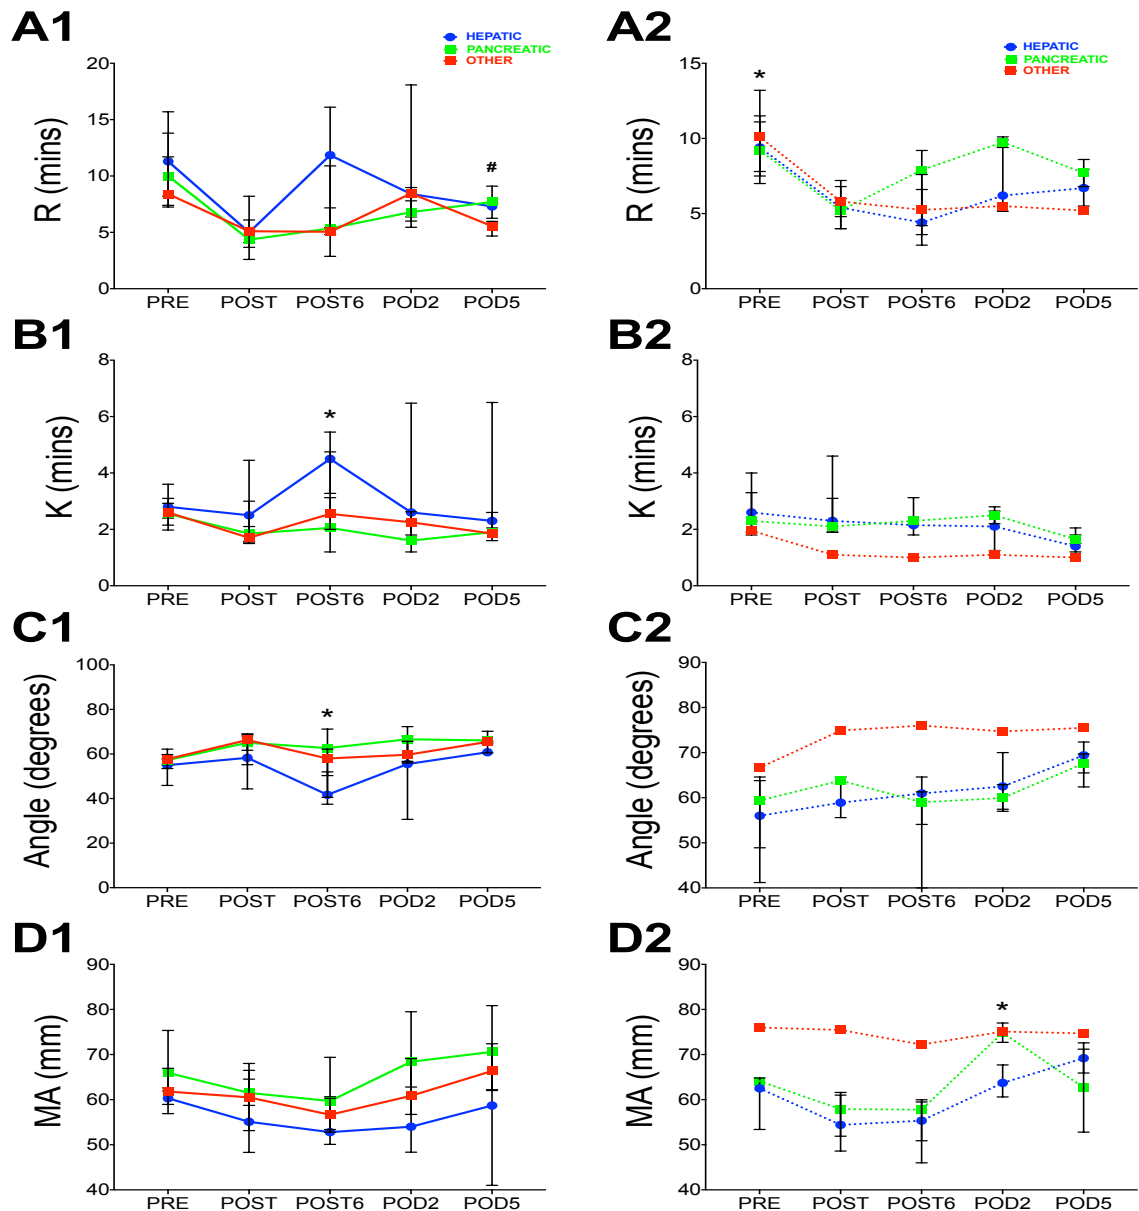 A1
HEPATIC
PANCREATIC
OTHER
R (mins)
20
15
10
5
0
#
PRE POST POST6 POD2 POD5
A2
HEPATIC
PANCREATIC
OTHER
R (mins)
15
10
5
0
*
PRE POST POST6 POD2 POD5
B1
K (mins)
8
6
4
2
0
*
PRE POST POST6 POD2 POD5
B2
K (mins)
8
6
4
2
0
PRE POST POST6 POD2 POD5
C1
Angle (degrees)
100
80
60
40
20
0
*
PRE POST POST6 POD2 POD5
C2
Angle (degrees)
90
80
70
60
50
40
PRE POST POST6 POD2 POD5
D1
MA (mm)
90
80
70
60
50
40
PRE POST POST6 POD2 POD5
D2
MA (mm)
90
80
70
60
50
40
*
PRE POST POST6 POD2 POD5